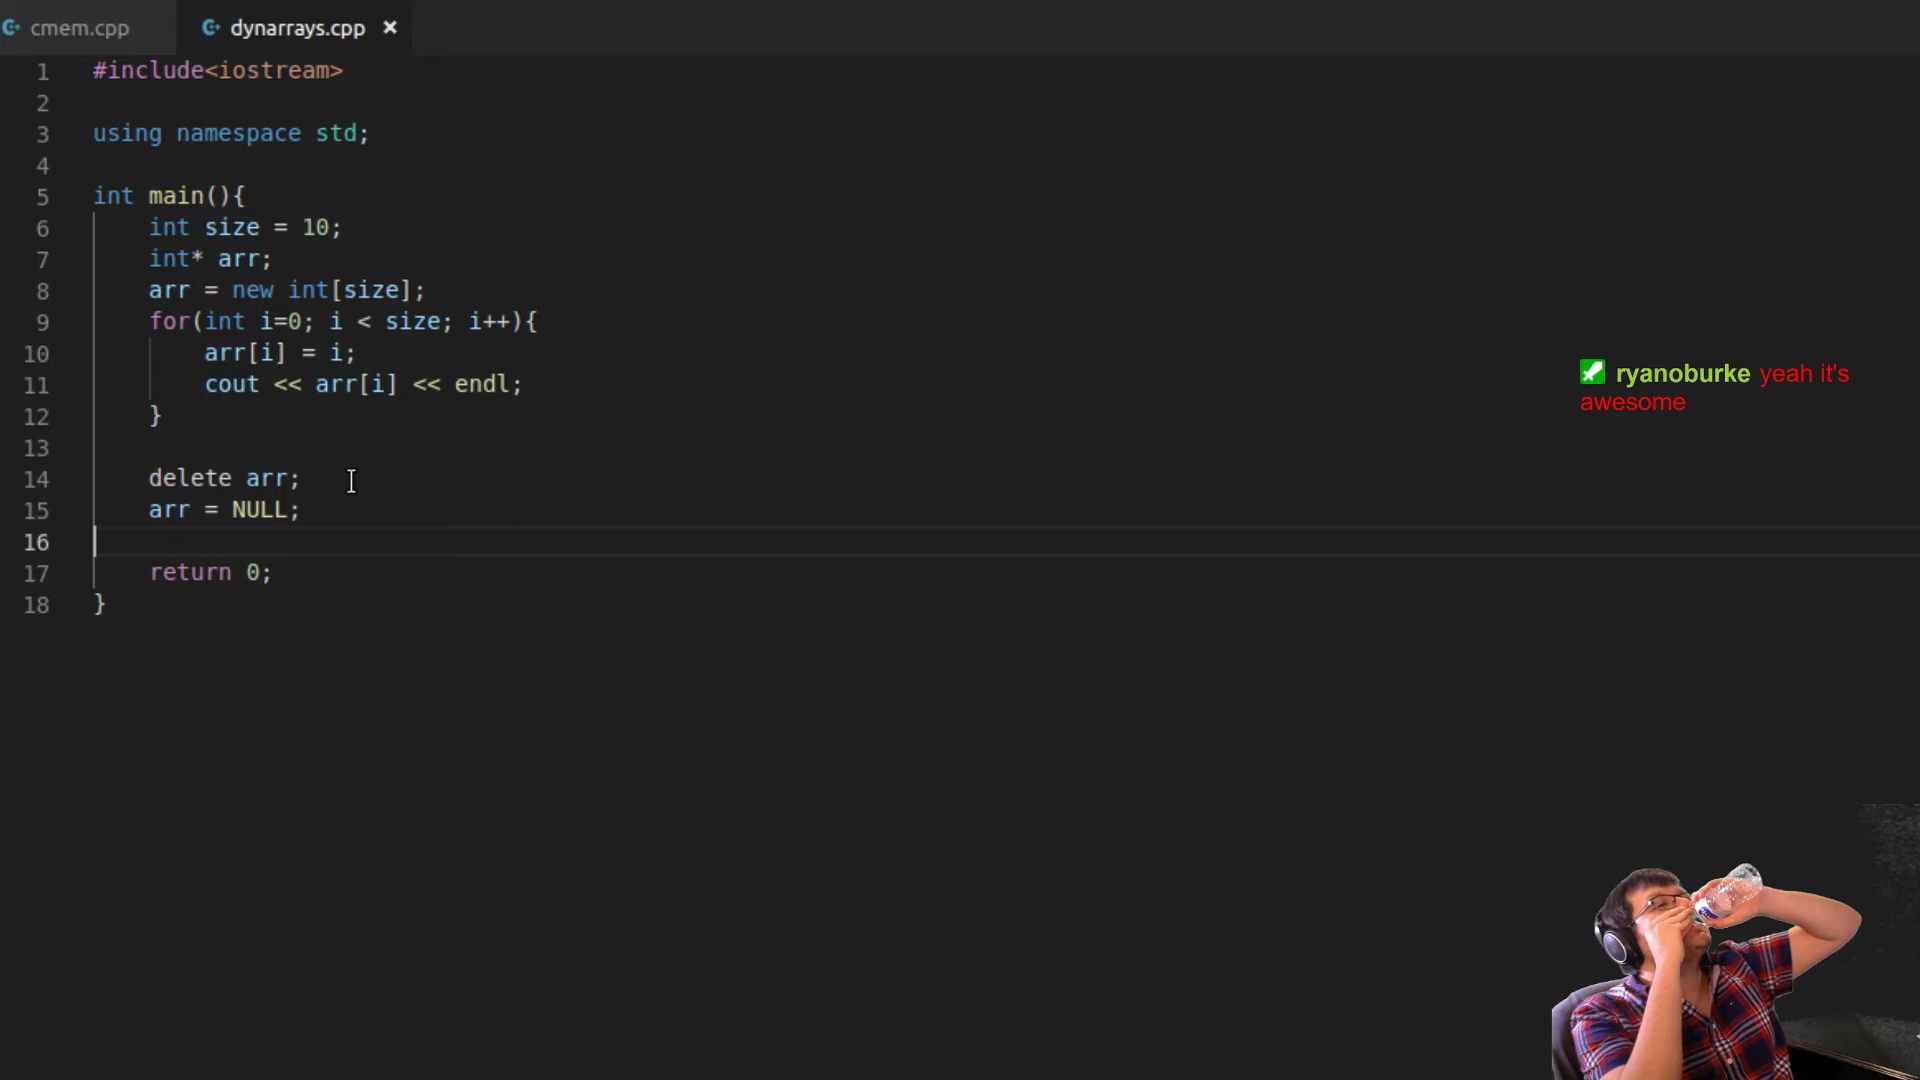 cmem.cpp dynarrays.cpp ×
1 #include<iostream>
2
3 using namespace std;
4
5 int main(){
6     int size = 10;
7     int* arr;
8     arr = new int[size];
9     for(int i=0; i < size; i++){
10         arr[i] = i;
11         cout << arr[i] << endl;
12     }
13
14     delete arr;
15     arr = NULL;
16
17     return 0;
18 }
ryanoburke yeah it's
awesome